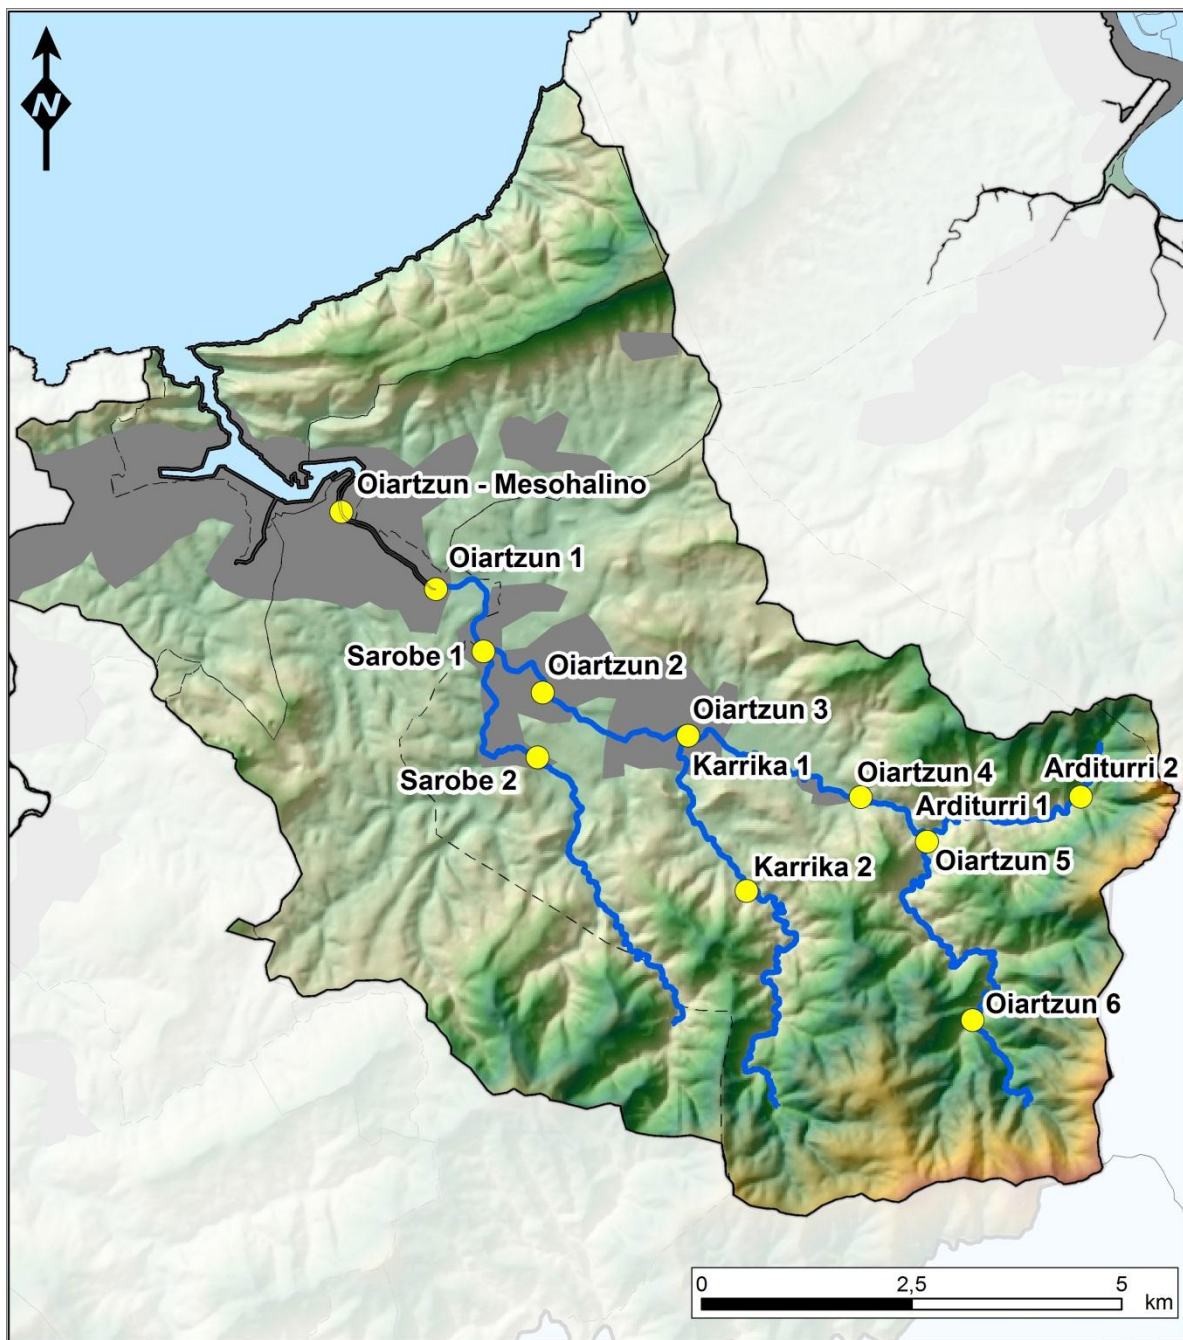 N
Oiartzun - Mesohalino
Oiartzun 1
Sarobe 1
Oiartzun 2
Oiartzun 3
Karrika 1
Sarobe 2
Oiartzun 4
Arditurri 2
Arditurri 1
Oiartzun 5
Karrika 2
Oiartzun 6
0 2,5 5
km